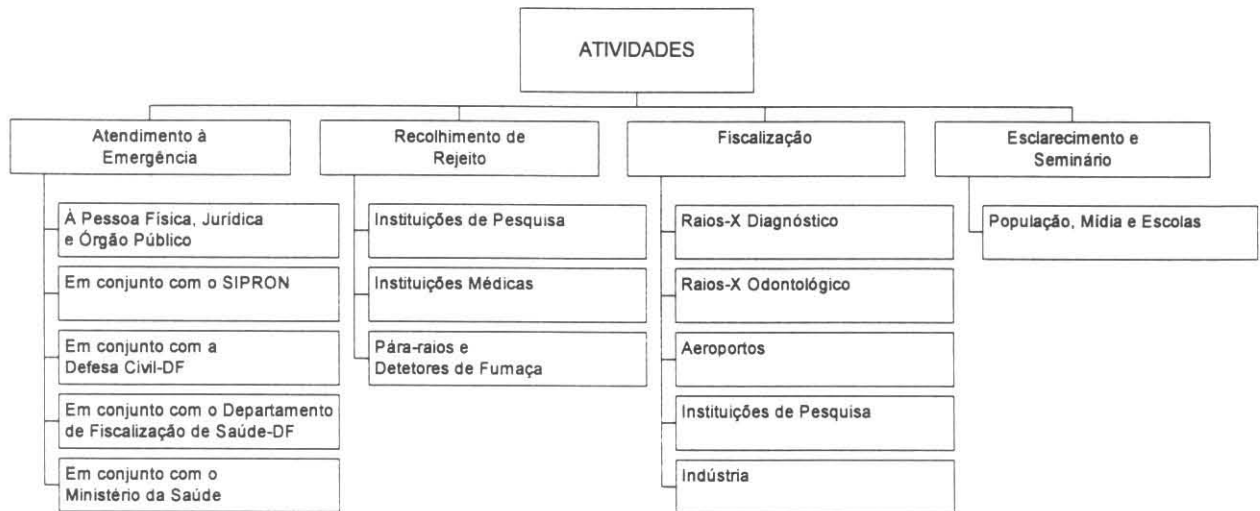 ATIVIDADES
Atendimento à
Emergência
À Pessoa Física, Jurídica
e Órgão Público
Em conjunto com o SIPRON
Em conjunto com a
Defesa Civil-DF
Em conjunto com o Departamento
de Fiscalização de Saúde-DF
Em conjunto com o
Ministério da Saúde
Recolhimento de
Rejeito
Instituições de Pesquisa
Instituições Médicas
Pára-raios e
Detetores de Fumaça
Fiscalização
Raios-X Diagnóstico
Raios-X Odontológico
Aeroportos
Instituições de Pesquisa
Indústria
Esclarecimento e
Seminário
População, Mídia e Escolas